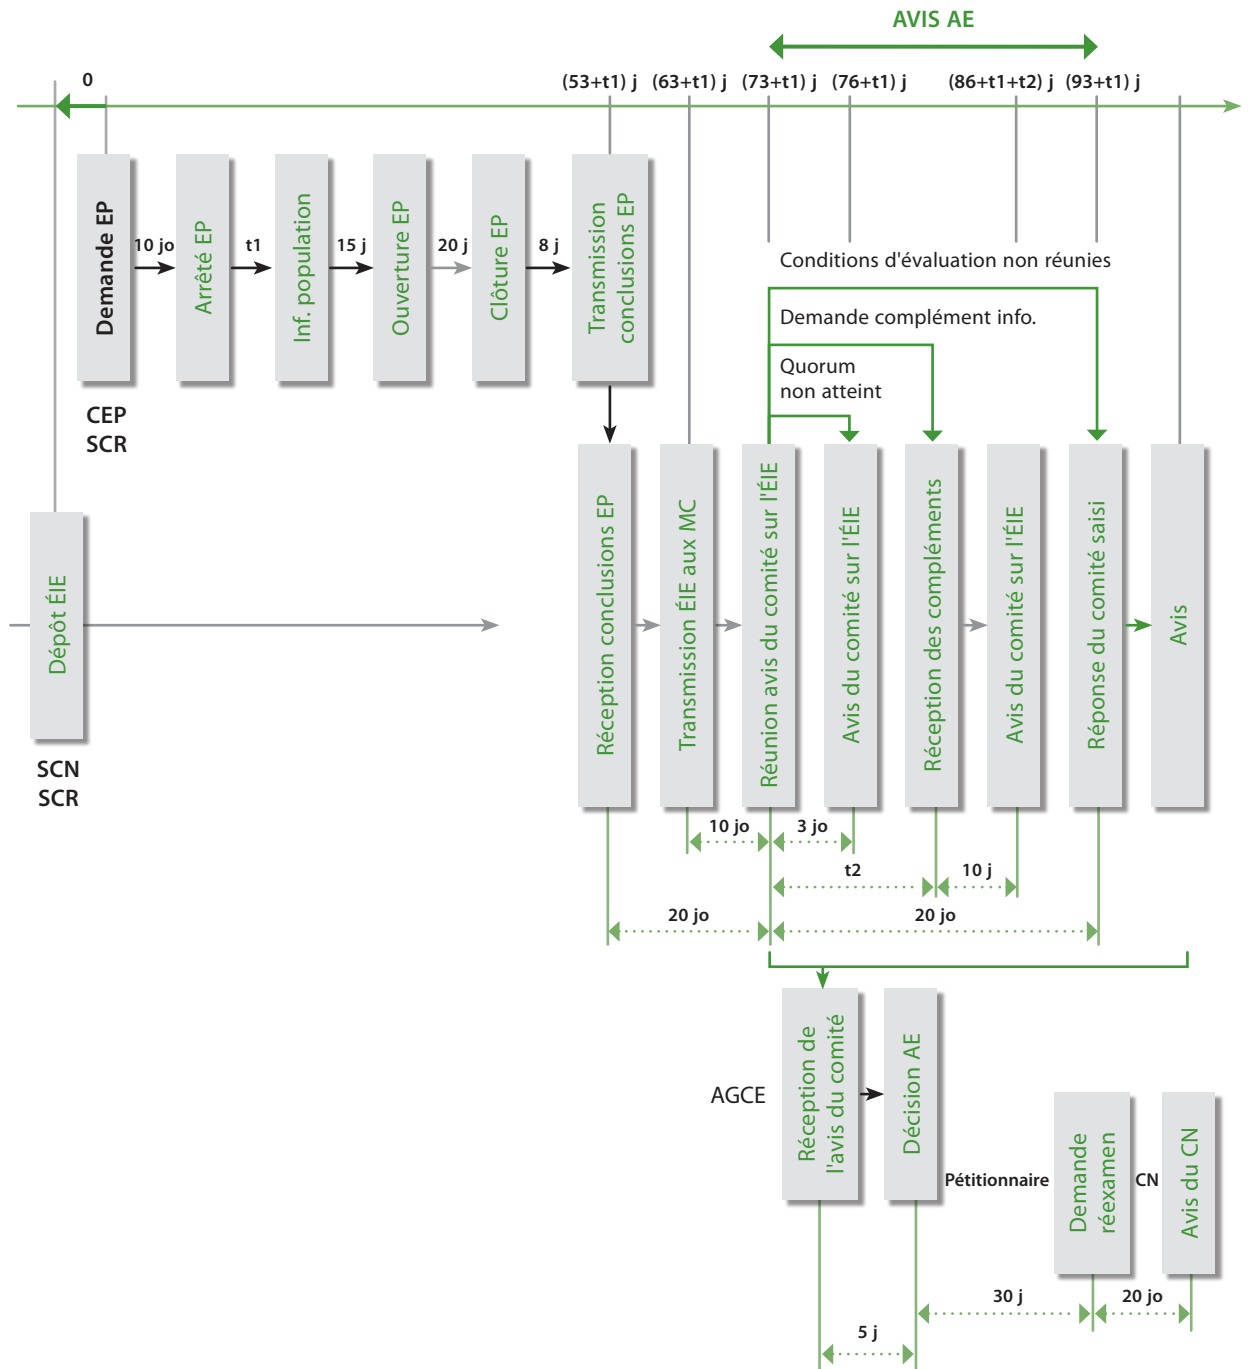 AVIS AE
0
(53+t1) j
(63+t1) j
(73+t1) j
(76+t1) j
(86+t1+t2) j
(93+t1) j
Demande EP
10 jo
Arrêté EP
t1
Inf. population
15 j
Ouverture EP
20 j
Clôture EP
8 j
Transmission
conclusions EP
CEP
SCR
Conditions d'évaluation non réunies
Demande complément info.
Quorum
non atteint
Dépôt ÉIE
SCN
SCR
Réception conclusions EP
Transmission ÉIE aux MC
Réunion avis du comité sur l'ÉIE
Avis du comité sur l'ÉIE
Réception des compléments
Avis du comité sur l'ÉIE
Réponse du comité saisi
Avis
10 jo
3 jo
t2
10 j
20 jo
20 jo
AGCE
Réception de
l'avis du comité
Décision AE
Pétitionnaire
Demande
réexamen
CN
Avis du CN
30 j
20 jo
5 j